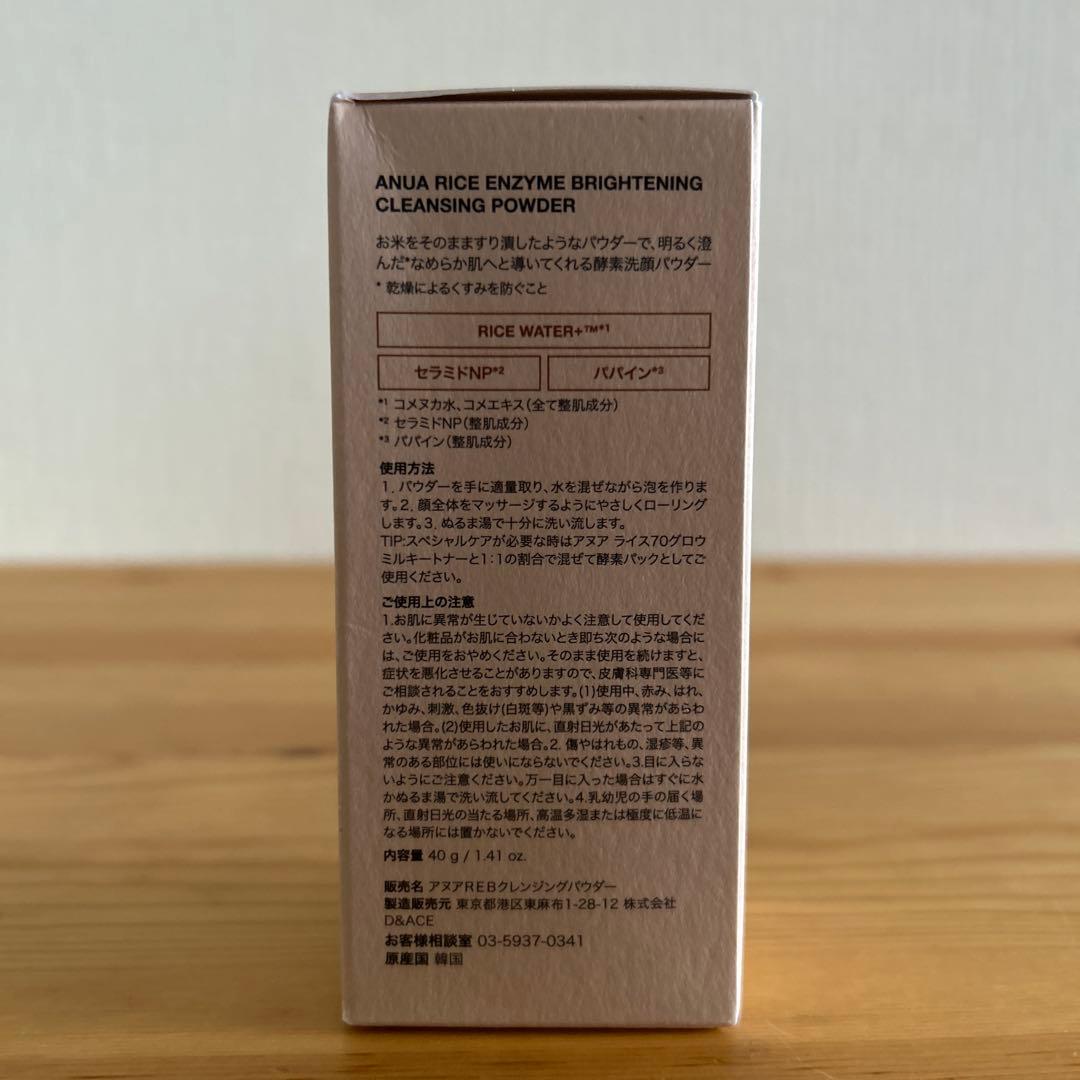 ANUA RICE ENZYME BRIGHTENING
CLEANSING POWDER
お米をそのまますり潰したようなパウダーで、明るく澄
んだ*なめらか肌へと導いてくれる酵素洗顔パウダー
* 乾燥によるくすみを防ぐこと
RICE WATER+™*1
セラミドNP*2
パパイン*3
*1 コメヌカ水、コメエキス(全て整肌成分)
*2 セラミドNP(整肌成分)
*3 パパイン(整肌成分)
使用方法
1. パウダーを手に適量取り、水を混ぜながら泡を作りま
す。2. 顔全体をマッサージするようにやさしくローリング
します。3. ぬるま湯で十分に洗い流します。
TIP:スペシャルケアが必要な時はアヌア ライス70グロウ
ミルキートナーと1:1の割合で混ぜて酵素パックとしてご
使用ください。
ご使用上の注意
1.お肌に異常が生じていないかよく注意して使用してくだ
さい。化粧品がお肌に合わないとき即ち次のような場合に
は、ご使用をおやめください。そのまま使用を続けますと、
症状を悪化させることがありますので、皮膚科専門医等に
ご相談されることをおすすめします。(1)使用中、赤み、はれ、
かゆみ、刺激、色抜け(白斑等)や黒ずみ等の異常があらわ
れた場合。(2)使用したお肌に、直射日光があたって上記の
ような異常があらわれた場合。2. 傷やはれもの、湿疹等、異
常のある部位には使いにならないでください。3.目に入らな
いようにご注意ください。万一目に入った場合はすぐに水
かぬるま湯で洗い流してください。4.乳幼児の手の届く場
所、直射日光の当たる場所、高温多湿または極度に低温に
なる場所には置かないでください。
内容量 40 g / 1.41 oz.
販売名 アヌアREBクレンジングパウダー
製造販売元 東京都港区東麻布1-28-12 株式会社
D&ACE
お客様相談室 03-5937-0341
原産国 韓国